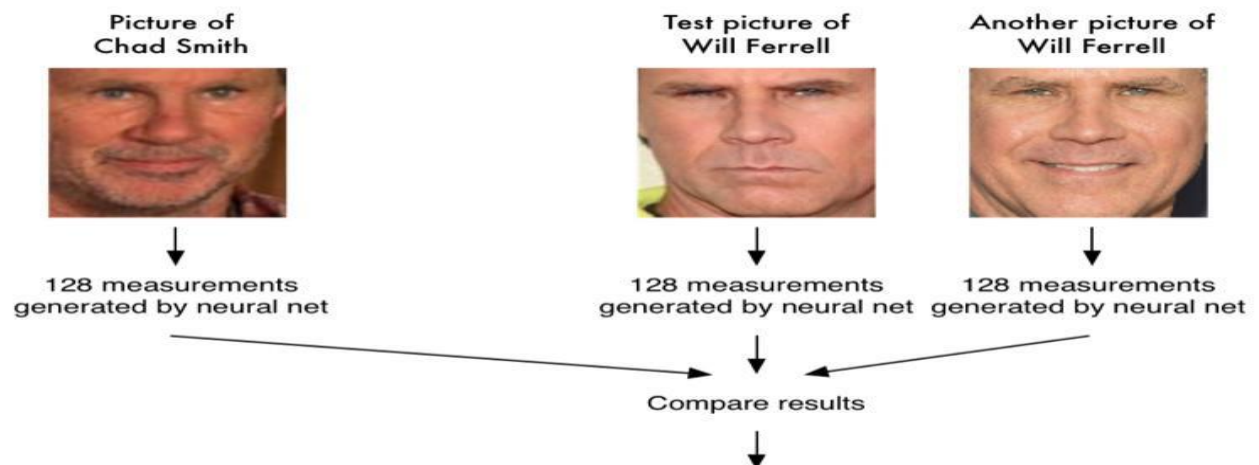 Picture of
Chad Smith
Test picture of
Will Ferrell
Another picture of
Will Ferrell
128 measurements
generated by neural net
128 measurements
generated by neural net
128 measurements
generated by neural net
Compare results